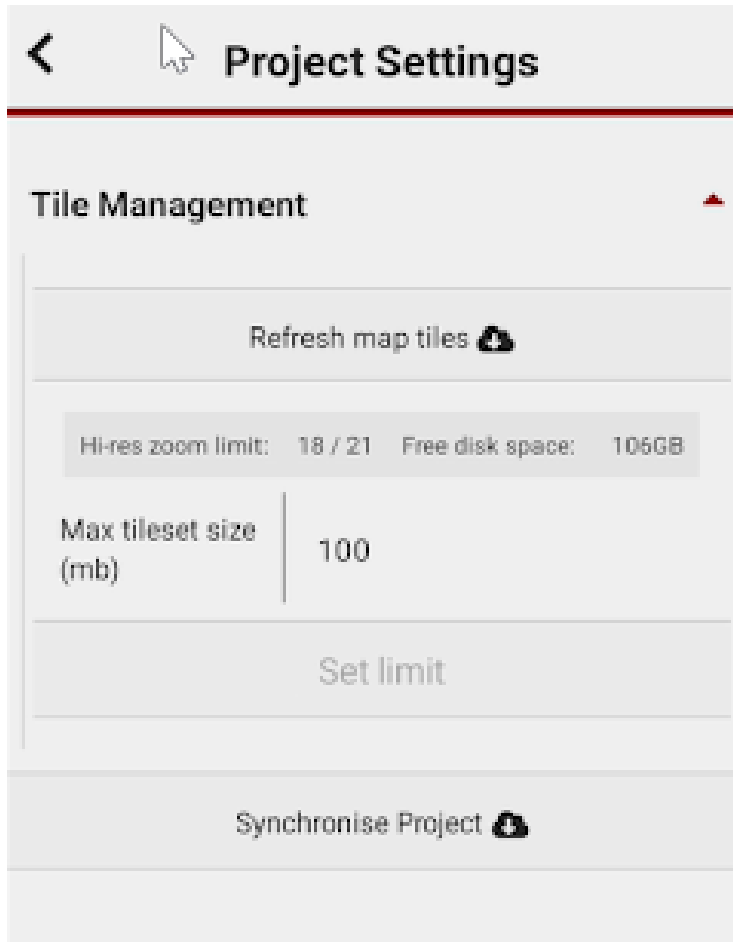 Project Settings
Tile Management
Refresh map tiles
Hi-res zoom limit: 18 / 21 Free disk space: 106GB
Max tileset size
(mb)
100
Set limit
Synchronise Project